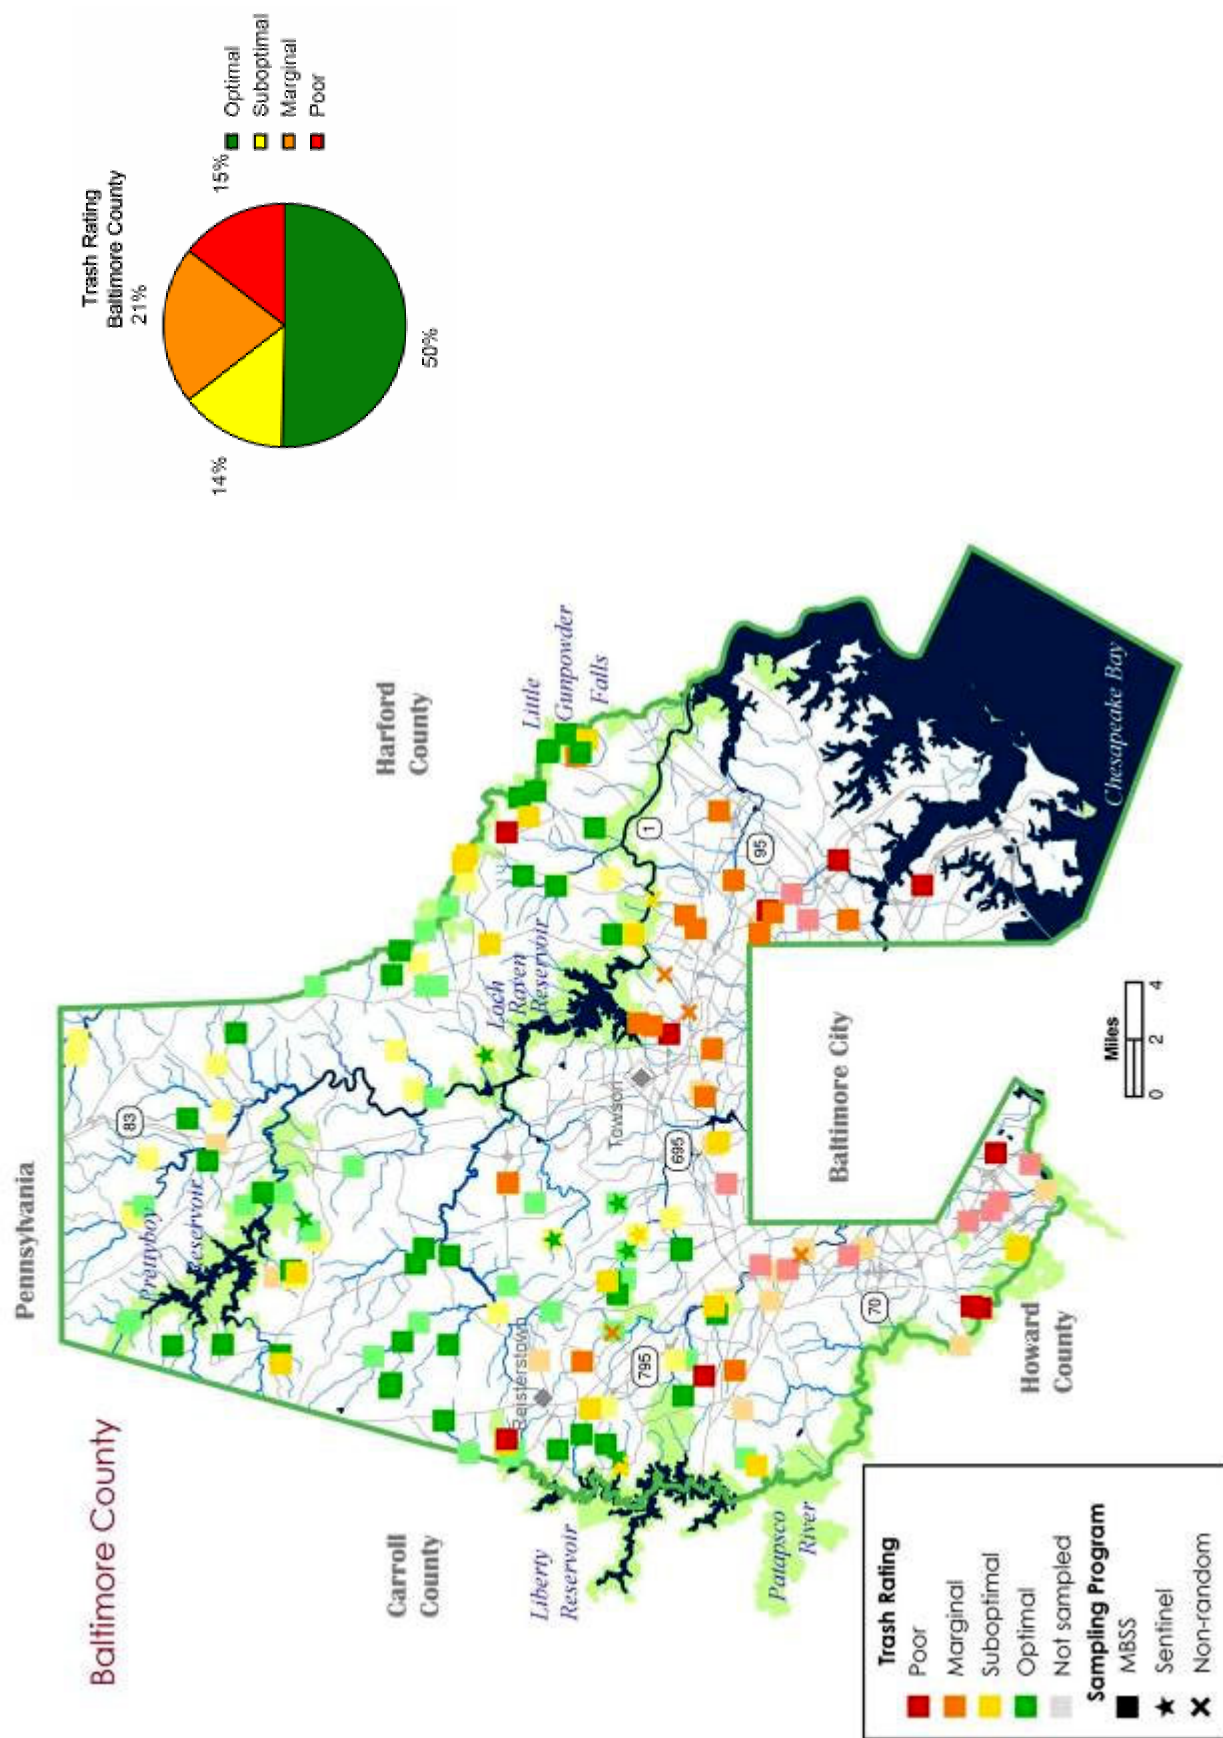 Baltimore County
Trash Rating
Baltimore County
21%
15%
14%
50%
Optimal
Suboptimal
Marginal
Poor
Pennsylvania
Harford
County
Carroll
County
Howard
County
Baltimore City
Prettyboy
Reservoir
Loch
Raven
Reservoir
Little
Gunpowder
Falls
Liberty
Reservoir
Patapsco
River
Chesapeake Bay
Reisterstown
Towson
83
695
795
70
95
1
Miles
0 2 4
Trash Rating
Poor
Marginal
Suboptimal
Optimal
Not sampled
Sampling Program
MBSS
Sentinel
Non-random